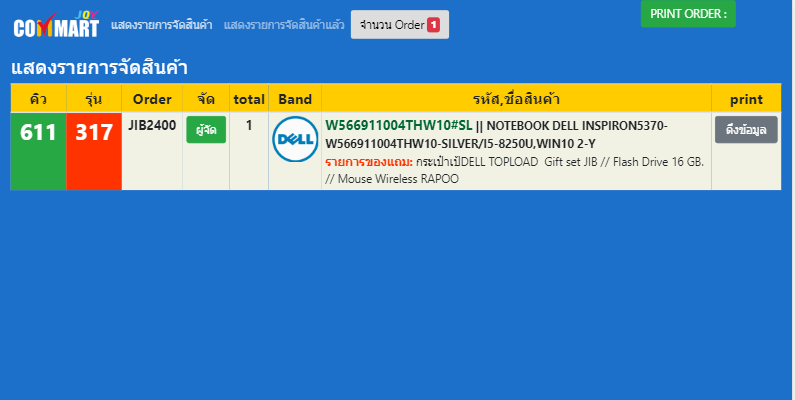 JOY
COMMART แสดงรายการจัดสินค้า แสดงรายการจัดสินค้าแล้ว จำนวน Order 1 PRINT ORDER :
แสดงรายการจัดสินค้า
คิว รุ่น Order จัด total Band รหัส,ชื่อสินค้า print
611 317 JIB2400 ผู้จัด 1 DELL W566911004THW10#SL || NOTEBOOK DELL INSPIRON5370- ดึงข้อมูล
W566911004THW10-SILVER/I5-8250U,WIN10 2-Y
รายการของแถม: กระเป๋าเป้DELL TOPLOAD Gift set JIB // Flash Drive 16 GB.
// Mouse Wireless RAPOO